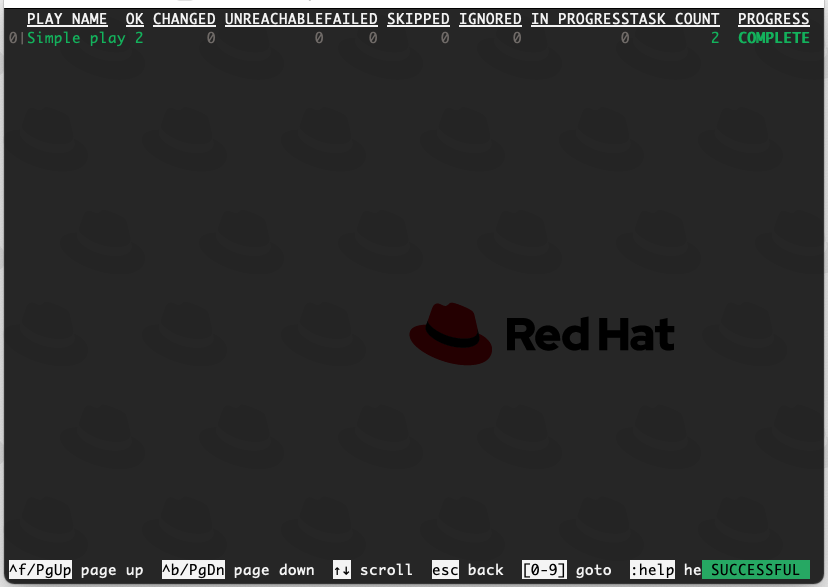 PLAY NAME OK CHANGED UNREACHABLEFAILED SKIPPED IGNORED IN PROGRESSTASK COUNT PROGRESS
0|Simple play 2 0 0 0 0 0 0 2 COMPLETE
Red Hat
^f/PgUp page up ^b/PgDn page down ↑↓ scroll esc back [0-9] goto :help he SUCCESSFUL